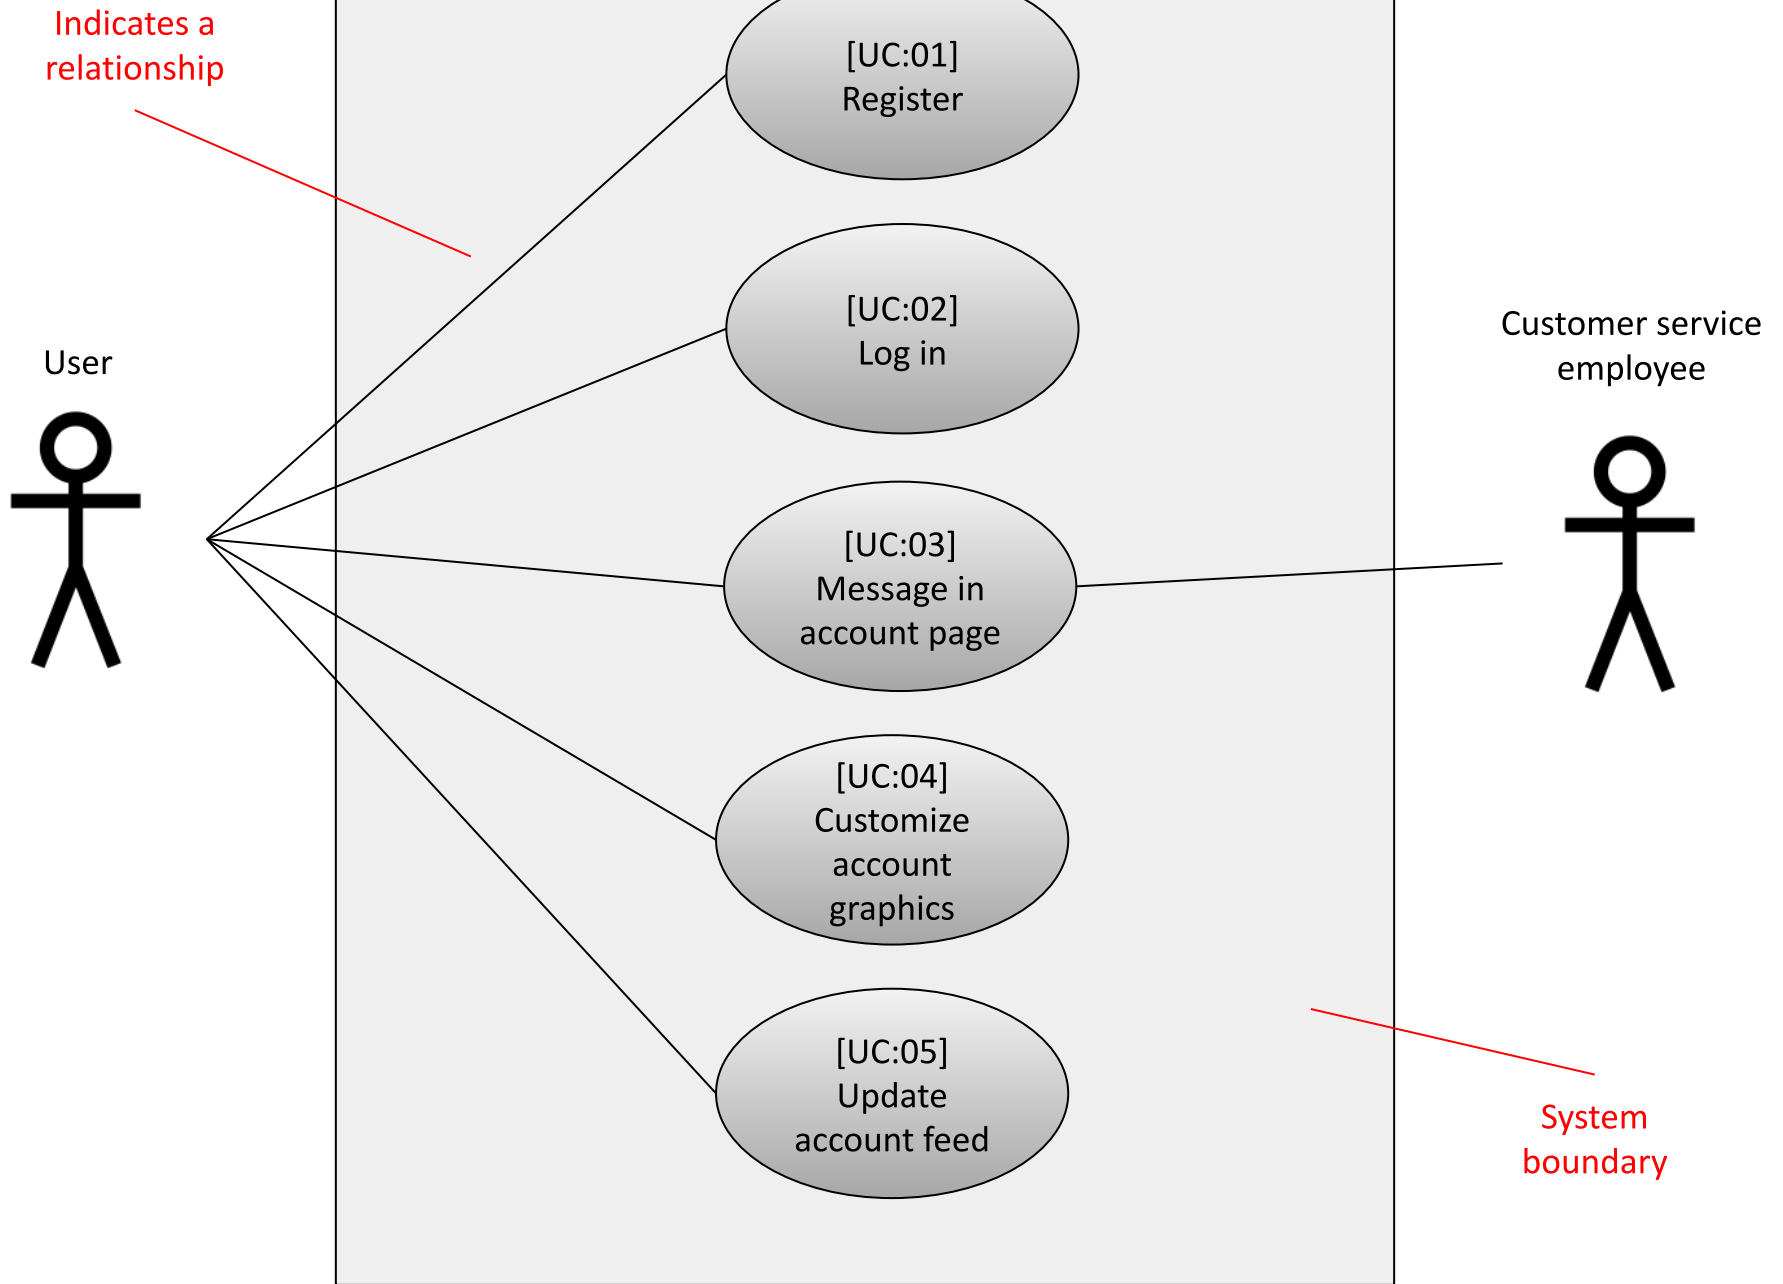 Indicates a
relationship
[UC:01]
Register
[UC:02]
Log in
User
Customer service
employee
[UC:03]
Message in
account page
[UC:04]
Customize
account
graphics
[UC:05]
Update
account feed
System
boundary